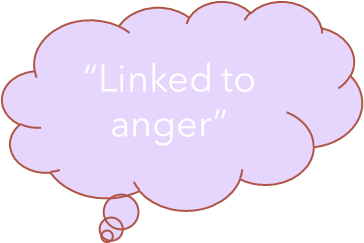 “Linked to
anger”